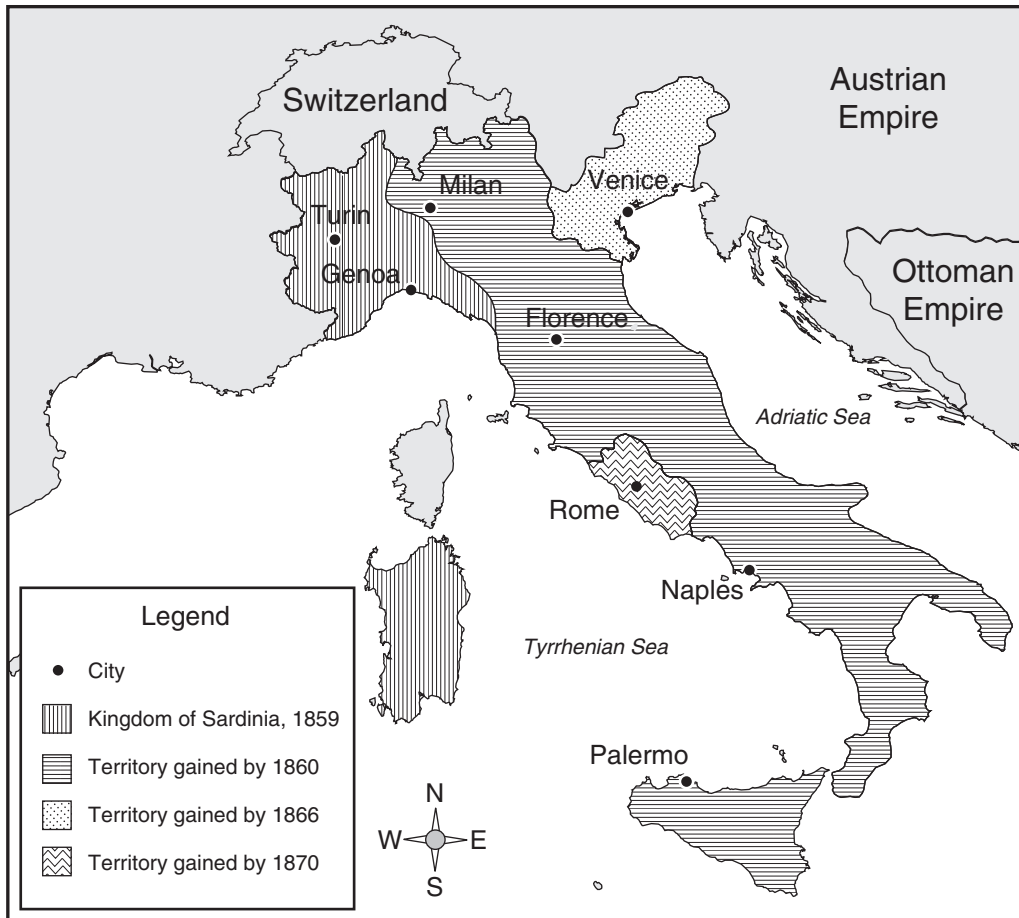 Switzerland
Austrian
Empire
Milan
Venice
Turin
Genoa
Ottoman
Empire
Florence
Adriatic Sea
Rome
Naples
Tyrrhenian Sea
Palermo
Legend
City
Kingdom of Sardinia, 1859
Territory gained by 1860
Territory gained by 1866
Territory gained by 1870
N
W E
S